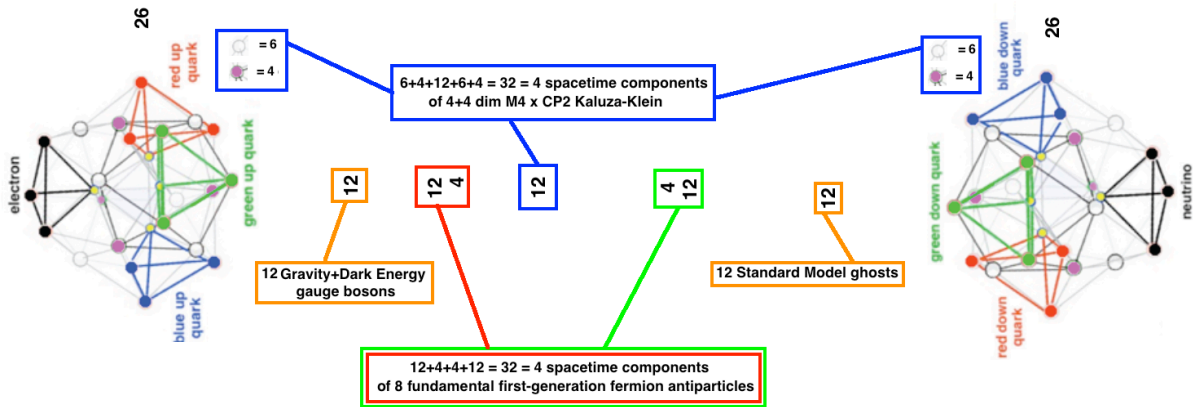 26
red up
quark
= 6
= 4
electron
green up quark
blue up
quark
6+4+12+6+4 = 32 = 4 spacetime components
of 4+4 dim M4 x CP2 Kaluza-Klein
12
12
4
12
4
12
12
12 Gravity+Dark Energy
gauge bosons
12 Standard Model ghosts
12+4+4+12 = 32 = 4 spacetime components
of 8 fundamental first-generation fermion antiparticles
= 6
= 4
blue down
quark
26
green down quark
neutrino
red down
quark